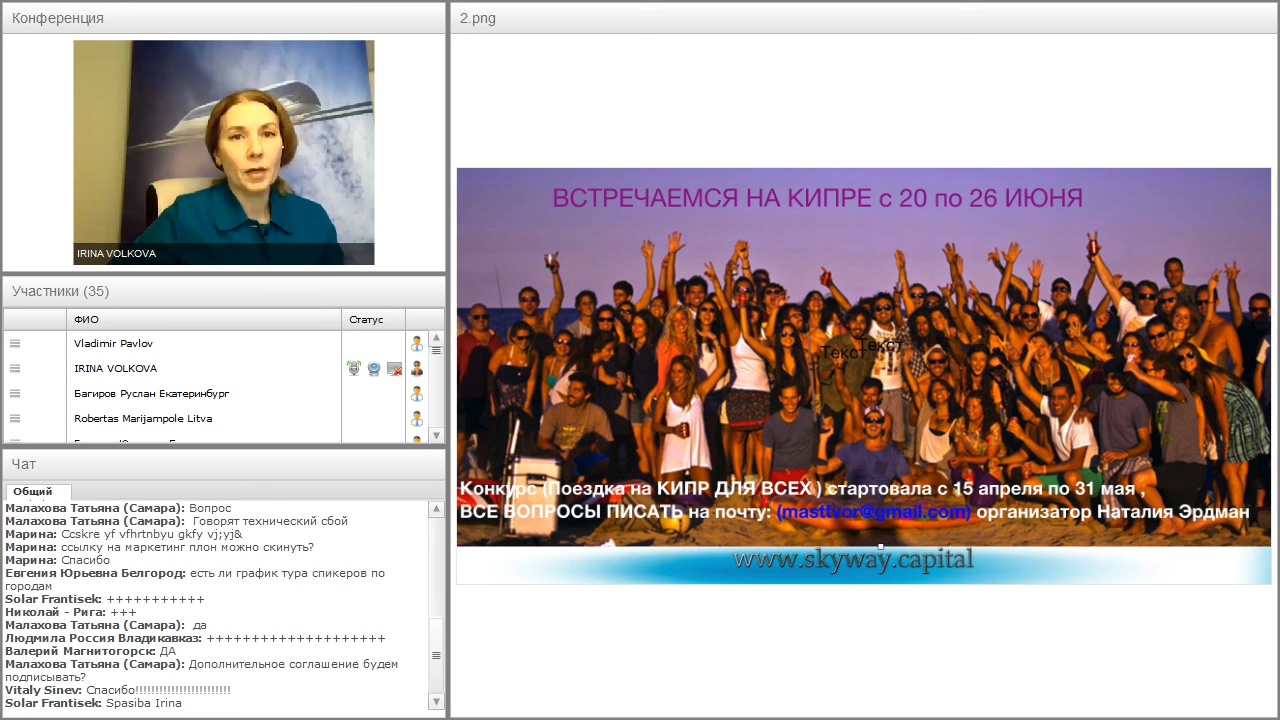 Конференция
IRINA VOLKOVA
Участники (35)
ФИО
Статус
Vladimir Pavlov
IRINA VOLKOVA
Багиров Руслан Екатеринбург
Robertas Marijampole Litva
Чат
Общий
Малахова Татьяна (Самара): Вопрос
Малахова Татьяна (Самара): Глаголят технический сбой
Марина: Ccskre yf vfhrtnbyu gkfy vj;yj&
Марина: ссылку на маркетинг плон можно скинуть?
Марина: Спасибо
Евгения Юрьевна Белгород: есть ли график тура спикеров по
городам
Solar Frantisek: +++++++++++
Николай - Рига: +++
Малахова Татьяна (Самара): да
Людмила Россия Владикавказ: ++++++++++++++++++++
Валерий Магнитогорск: ДА
Малахова Татьяна (Самара): Дополнительное соглашение будем
подписывать?
Vitaly Sinev: Спасибо!!!!!!!!!!!!!!!!!!!!!!!!
Solar Frantisek: Spasiba Irina
2.png
ВСТРЕЧАЕМСЯ НА КИПРЕ с 20 по 26 ИЮНЯ
Текст
Текст
Конкурс (Поездка на КИПР ДЛЯ ВСЕХ ) стартовала с 15 апреля по 31 мая ,
ВСЕ ВОПРОСЫ ПИСАТЬ на почту: (masttvor@gmail.com) организатор Наталия Эрдман
www.skyway.capital